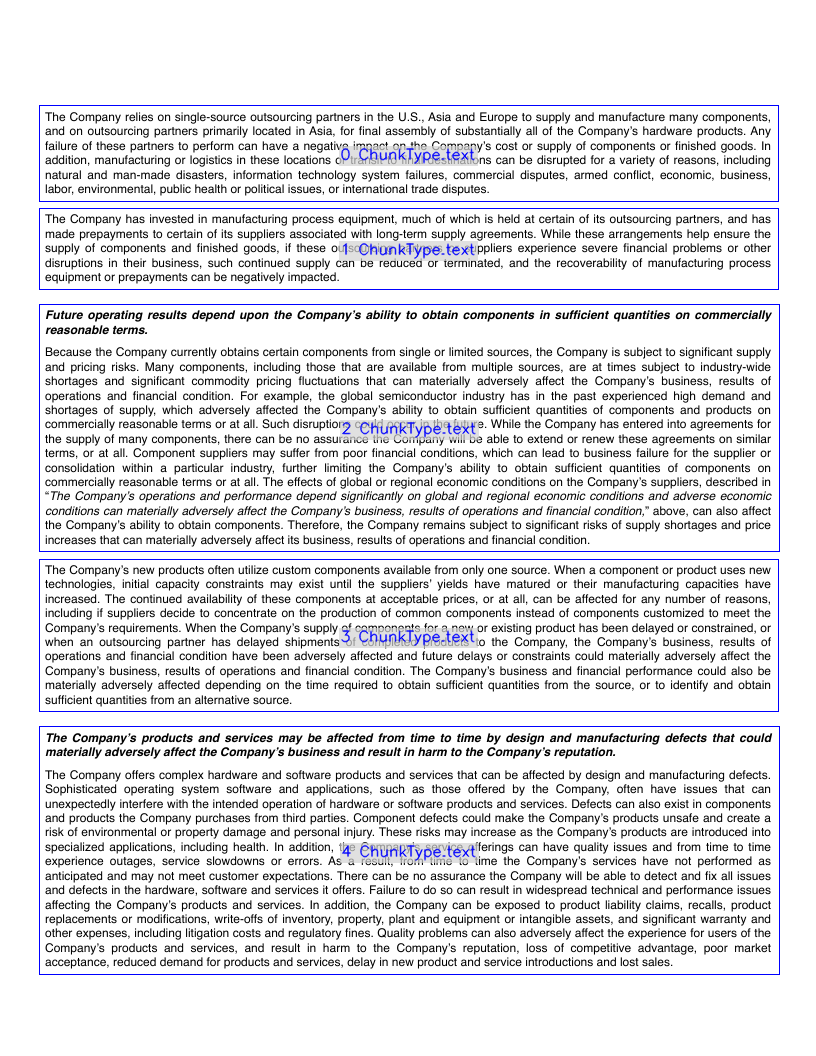 The Company relies on single-source outsourcing partners in the U.S., Asia and Europe to supply and manufacture many components,
and on outsourcing partners primarily located in Asia, for final assembly of substantially all of the Company's hardware products. Any
failure of these partners to perform can have a negative impact on the Company's cost or supply of components or finished goods. In
0 ChunkType.text
addition, manufacturing or logistics in these locations or transit to final destinations can be disrupted for a variety of reasons, including
natural and man-made disasters, information technology system failures, commercial disputes, armed conflict, economic, business,
labor, environmental, public health or political issues, or international trade disputes.
The Company has invested in manufacturing process equipment, much of which is held at certain of its outsourcing partners, and has
made prepayments to certain of its suppliers associated with long-term supply agreements. While these arrangements help ensure the
supply of components and finished goods, if these suppliers experience severe financial problems or other
1 ChunkType.text
disruptions in their business, such continued supply can be reduced or terminated, and the recoverability of manufacturing process
equipment or prepayments can be negatively impacted.
Future operating results depend upon the Company's ability to obtain components in sufficient quantities on commercially
reasonable terms.
Because the Company currently obtains certain components from single or limited sources, the Company is subject to significant supply
and pricing risks. Many components, including those that are available from multiple sources, are at times subject to industry-wide
shortages and significant commodity pricing fluctuations that can materially adversely affect the Company's business, results of
operations and financial condition. For example, the global semiconductor industry has in the past experienced high demand and
shortages of supply, which adversely affected the Company's ability to obtain sufficient quantities of components and products on
commercially reasonable terms or at all. Such disruptions could occur in the future. While the Company has entered into agreements for
2 ChunkType.text
the supply of many components, there can be no assurance the Company will be able to extend or renew these agreements on similar
terms, or at all. Component suppliers may suffer from poor financial conditions, which can lead to business failure for the supplier or
consolidation within a particular industry, further limiting the Company's ability to obtain sufficient quantities of components on
commercially reasonable terms or at all. The effects of global or regional economic conditions on the Company's suppliers, described in
“The Company's operations and performance depend significantly on global and regional economic conditions and adverse economic
conditions can materially adversely affect the Company's business, results of operations and financial condition,” above, can also affect
the Company's ability to obtain components. Therefore, the Company remains subject to significant risks of supply shortages and price
increases that can materially adversely affect its business, results of operations and financial condition.
The Company's new products often utilize custom components available from only one source. When a component or product uses new
technologies, initial capacity constraints may exist until the suppliers' yields have matured or their manufacturing capacities have
increased. The continued availability of these components at acceptable prices, or at all, can be affected for any number of reasons,
including if suppliers decide to concentrate on the production of common components instead of components customized to meet the
Company's requirements. When the Company's supply of components for a new or existing product has been delayed or constrained, or
3 ChunkType.text
when an outsourcing partner has delayed shipments of completed products to the Company, the Company's business, results of
operations and financial condition have been adversely affected and future delays or constraints could materially adversely affect the
Company's business, results of operations and financial condition. The Company's business and financial performance could also be
materially adversely affected depending on the time required to obtain sufficient quantities from the source, or to identify and obtain
sufficient quantities from an alternative source.
The Company's products and services may be affected from time to time by design and manufacturing defects that could
materially adversely affect the Company's business and result in harm to the Company's reputation.
The Company offers complex hardware and software products and services that can be affected by design and manufacturing defects.
Sophisticated operating system software and applications, such as those offered by the Company, often have issues that can
unexpectedly interfere with the intended operation of hardware or software products and services. Defects can also exist in components
and products the Company purchases from third parties. Component defects could make the Company's products unsafe and create a
risk of environmental or property damage and personal injury. These risks may increase as the Company's products are introduced into
specialized applications, including health. In addition, the Company's service offerings can have quality issues and from time to time
4 ChunkType.text
experience outages, service slowdowns or errors. As a result, from time to time the Company's services have not performed as
anticipated and may not meet customer expectations. There can be no assurance the Company will be able to detect and fix all issues
and defects in the hardware, software and services it offers. Failure to do so can result in widespread technical and performance issues
affecting the Company's products and services. In addition, the Company can be exposed to product liability claims, recalls, product
replacements or modifications, write-offs of inventory, property, plant and equipment or intangible assets, and significant warranty and
other expenses, including litigation costs and regulatory fines. Quality problems can also adversely affect the experience for users of the
Company's products and services, and result in harm to the Company's reputation, loss of competitive advantage, poor market
acceptance, reduced demand for products and services, delay in new product and service introductions and lost sales.